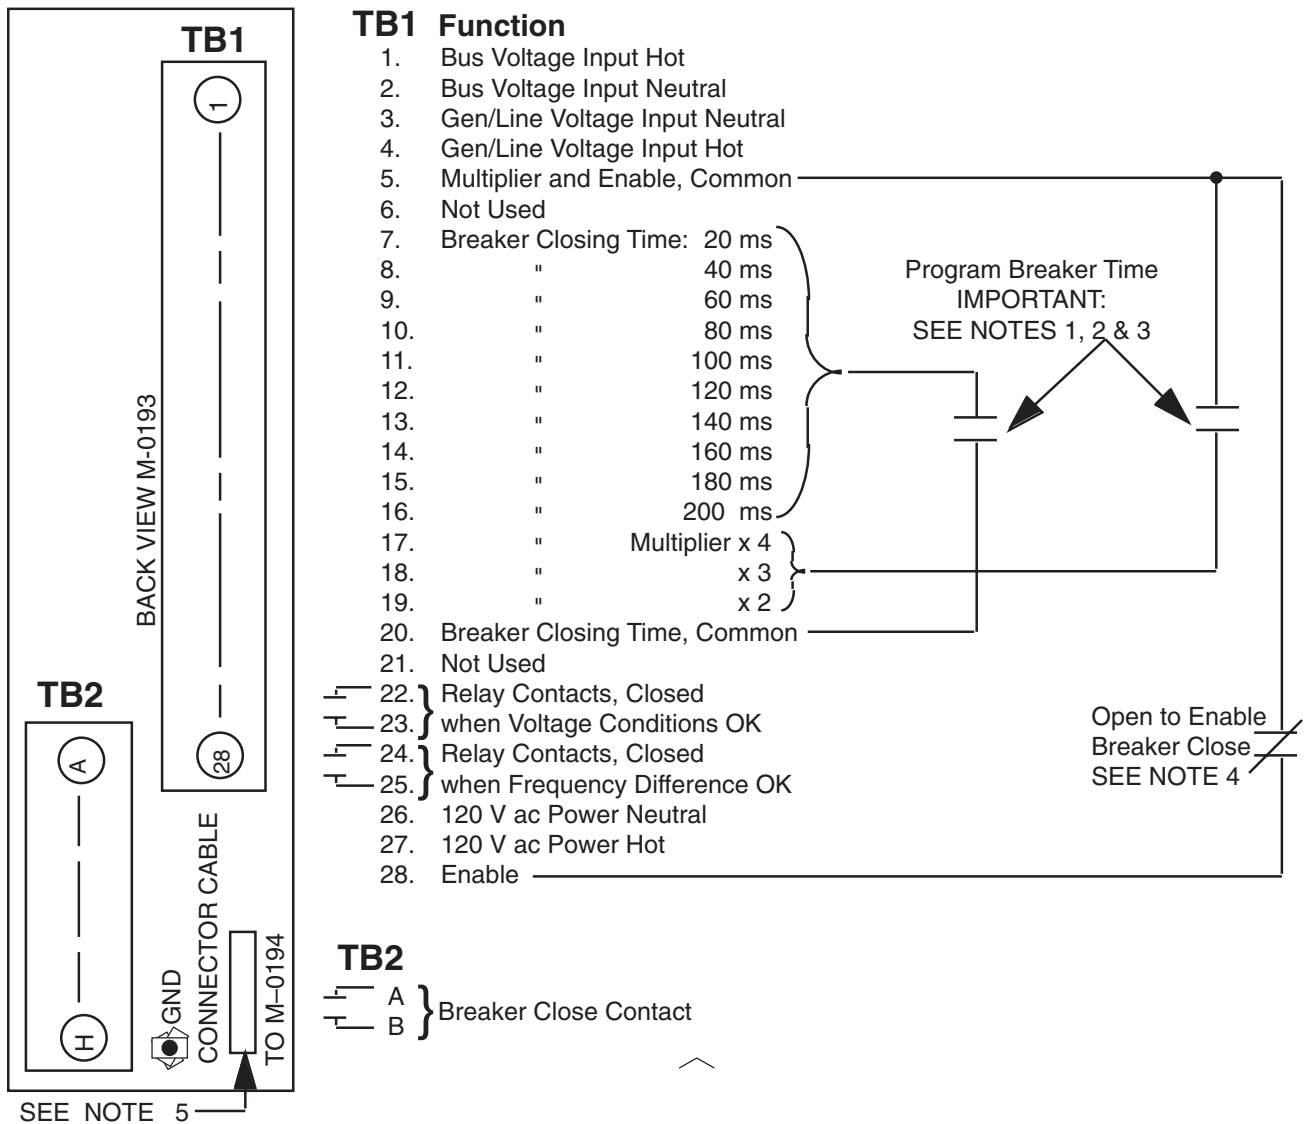 TB1
1
BACK VIEW M-0193
28
TB2
A
H
GND
CONNECTOR CABLE
TO M–0194
SEE NOTE 5
TB1 Function
1. Bus Voltage Input Hot
2. Bus Voltage Input Neutral
3. Gen/Line Voltage Input Neutral
4. Gen/Line Voltage Input Hot
5. Multiplier and Enable, Common
6. Not Used
7. Breaker Closing Time: 20 ms
8. " 40 ms
9. " 60 ms
10. " 80 ms
11. " 100 ms
12. " 120 ms
13. " 140 ms
14. " 160 ms
15. " 180 ms
16. " 200 ms
17. " Multiplier x 4
18. " x 3
19. " x 2
20. Breaker Closing Time, Common
21. Not Used
22. Relay Contacts, Closed
23. when Voltage Conditions OK
24. Relay Contacts, Closed
25. when Frequency Difference OK
26. 120 V ac Power Neutral
27. 120 V ac Power Hot
28. Enable
Program Breaker Time
IMPORTANT:
SEE NOTES 1, 2 & 3
Open to Enable
Breaker Close
SEE NOTE 4
TB2
A
B
Breaker Close Contact